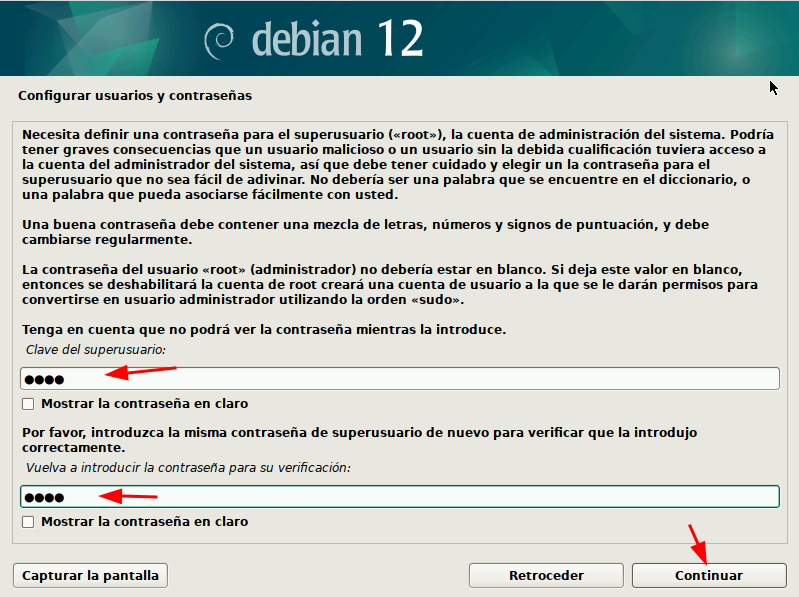 debian 12
Configurar usuarios y contraseñas
Necesita definir una contraseña para el superusuario («root»), la cuenta de administración del sistema. Podría
tener graves consecuencias que un usuario malicioso o un usuario sin la debida cualificación tuviera acceso a
la cuenta del administrador del sistema, así que debe tener cuidado y elegir un la contraseña para el
superusuario que no sea fácil de adivinar. No debería ser una palabra que se encuentre en el diccionario, o
una palabra que pueda asociarse fácilmente con usted.
Una buena contraseña debe contener una mezcla de letras, números y signos de puntuación, y debe
cambiarse regularmente.
La contraseña del usuario «root» (administrador) no debería estar en blanco. Si deja este valor en blanco,
entonces se deshabilitará la cuenta de root creará una cuenta de usuario a la que se le darán permisos para
convertirse en usuario administrador utilizando la orden «sudo».
Tenga en cuenta que no podrá ver la contraseña mientras la introduce.
Clave del superusuario:
●●●●
Mostrar la contraseña en claro
Por favor, introduzca la misma contraseña de superusuario de nuevo para verificar que la introdujo
correctamente.
Vuelva a introducir la contraseña para su verificación:
●●●●
Mostrar la contraseña en claro
Capturar la pantalla
Retroceder
Continuar